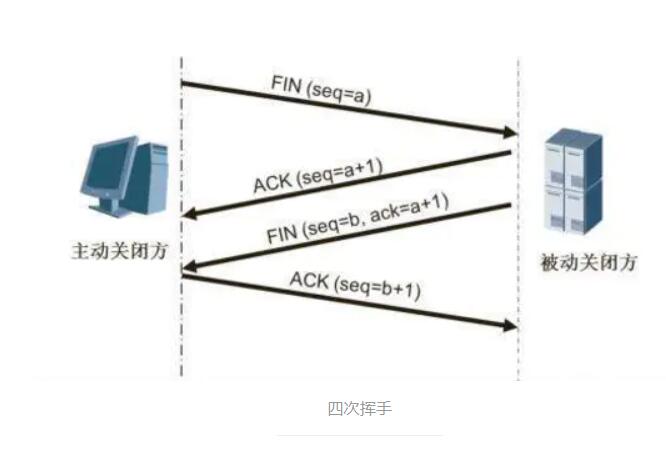 FIN (seq=a)
ACK (seq=a+1)
主动关闭方
FIN (seq=b, ack=a+1)
被动关闭方
ACK (seq=b+1)
四次挥手